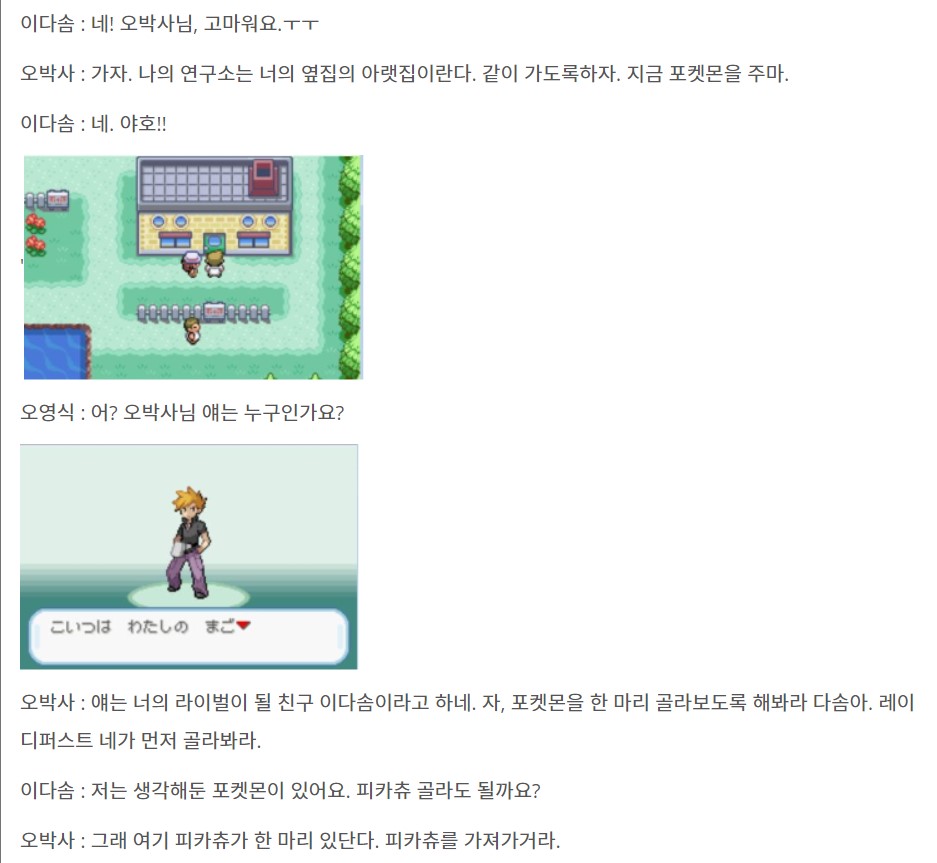 이다솜 : 네! 오박사님, 고마워요.ㅜㅜ
오박사 : 가자. 나의 연구소는 너의 옆집의 아랫집이란다. 같이 가도록하자. 지금 포켓몬을 주마.
이다솜 : 네. 야호!!
오영식 : 어? 오박사님 얘는 누구인가요?
こいつは わたしの まご
오박사 : 얘는 너의 라이벌이 될 친구 이다솜이라고 하네. 자, 포켓몬을 한 마리 골라보도록 해봐라 다솜아. 레이
디퍼스트 네가 먼저 골라봐라.
이다솜 : 저는 생각해둔 포켓몬이 있어요. 피카츄 골라도 될까요?
오박사 : 그래 여기 피카츄가 한 마리 있단다. 피카츄를 가져가거라.